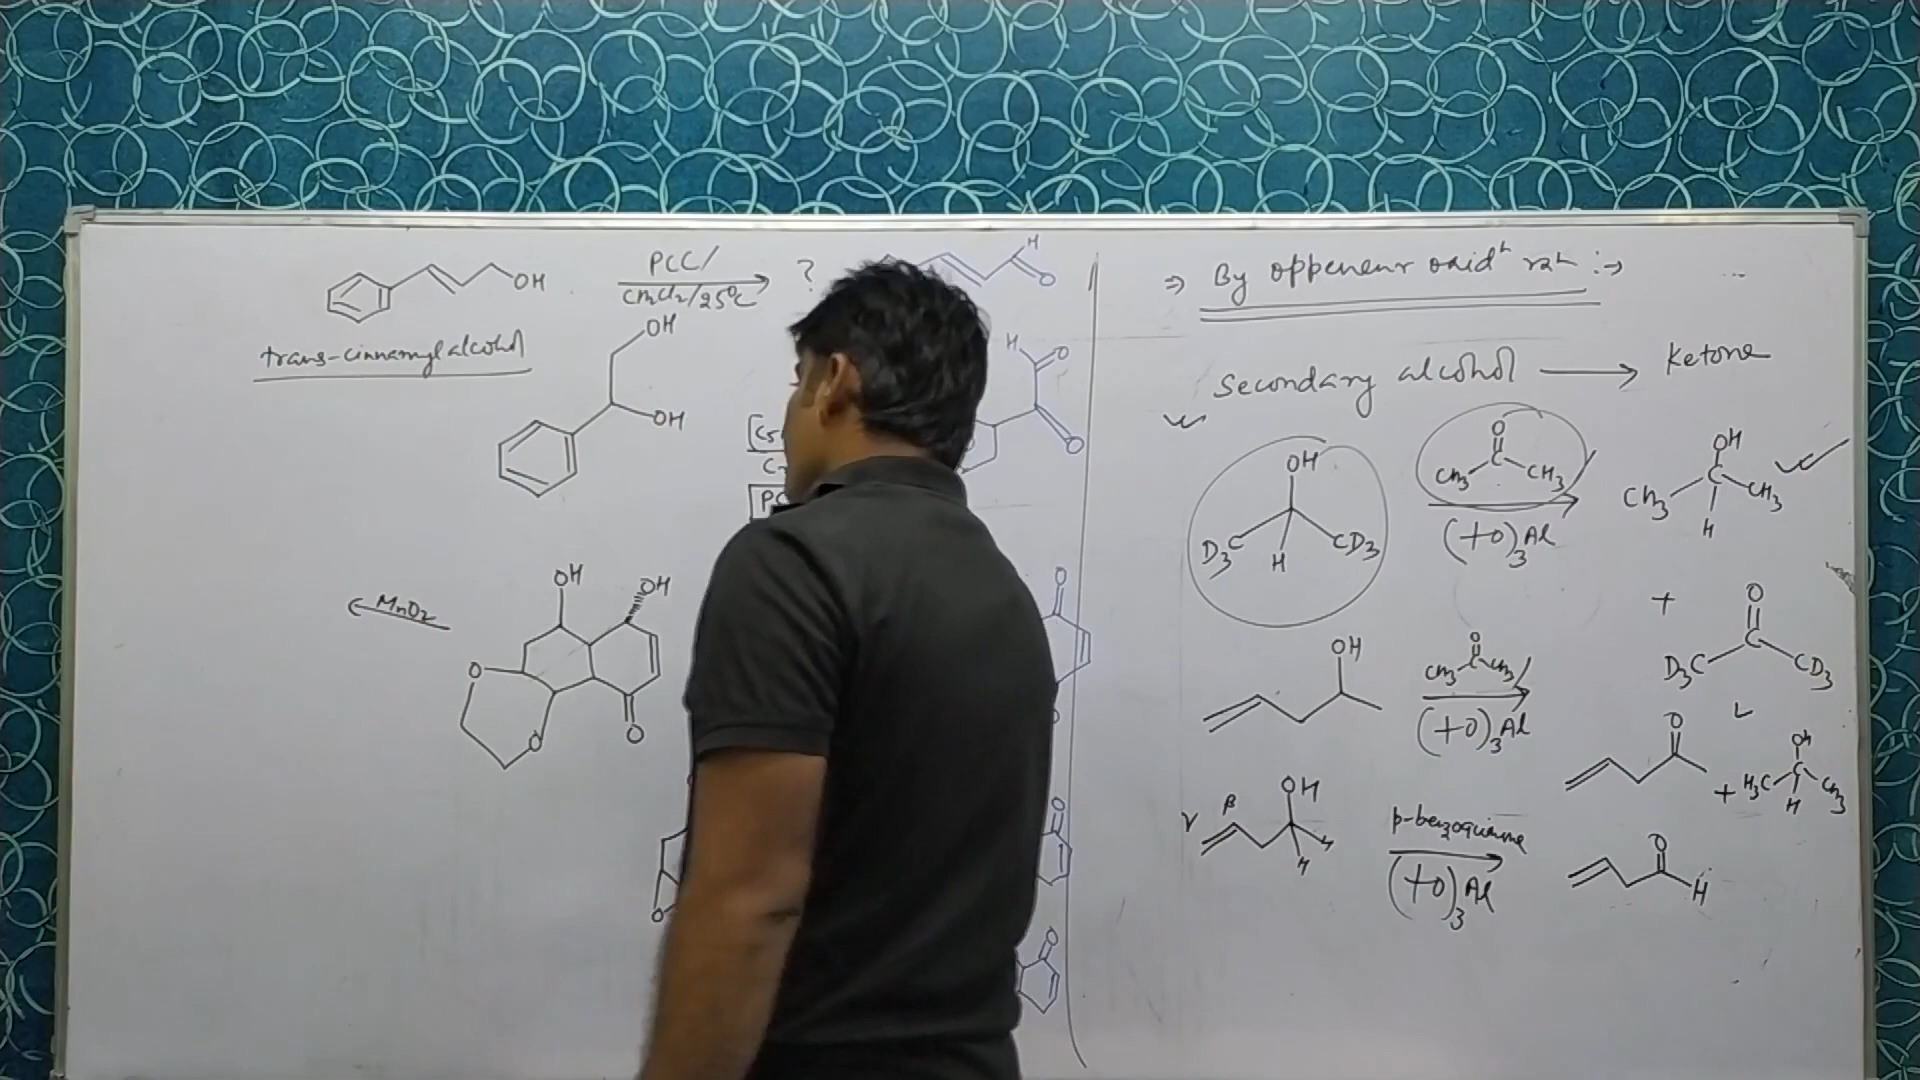 OH
PCC/
CH2Cl2/25°C
?
H
O
trans-cinnamyl alcohol
OH
OH
H
O
O
OH
OH
MnO2
O
O
O
O
O
O
O
⇒ By oppeneur oxidn rxn :→
Secondary alcohol ⟶ Ketone
OH
D3C
H
CD3
O
CH3
CH3
(+O)3Al
OH
CH3
C
CH3
H
+
O
D3C
C
CD3
OH
O
CH3
CH3
(+O)3Al
O
+
OH
H3C
C
CH3
H
γ
β
OH
H
H
(+O)3Al
O
H